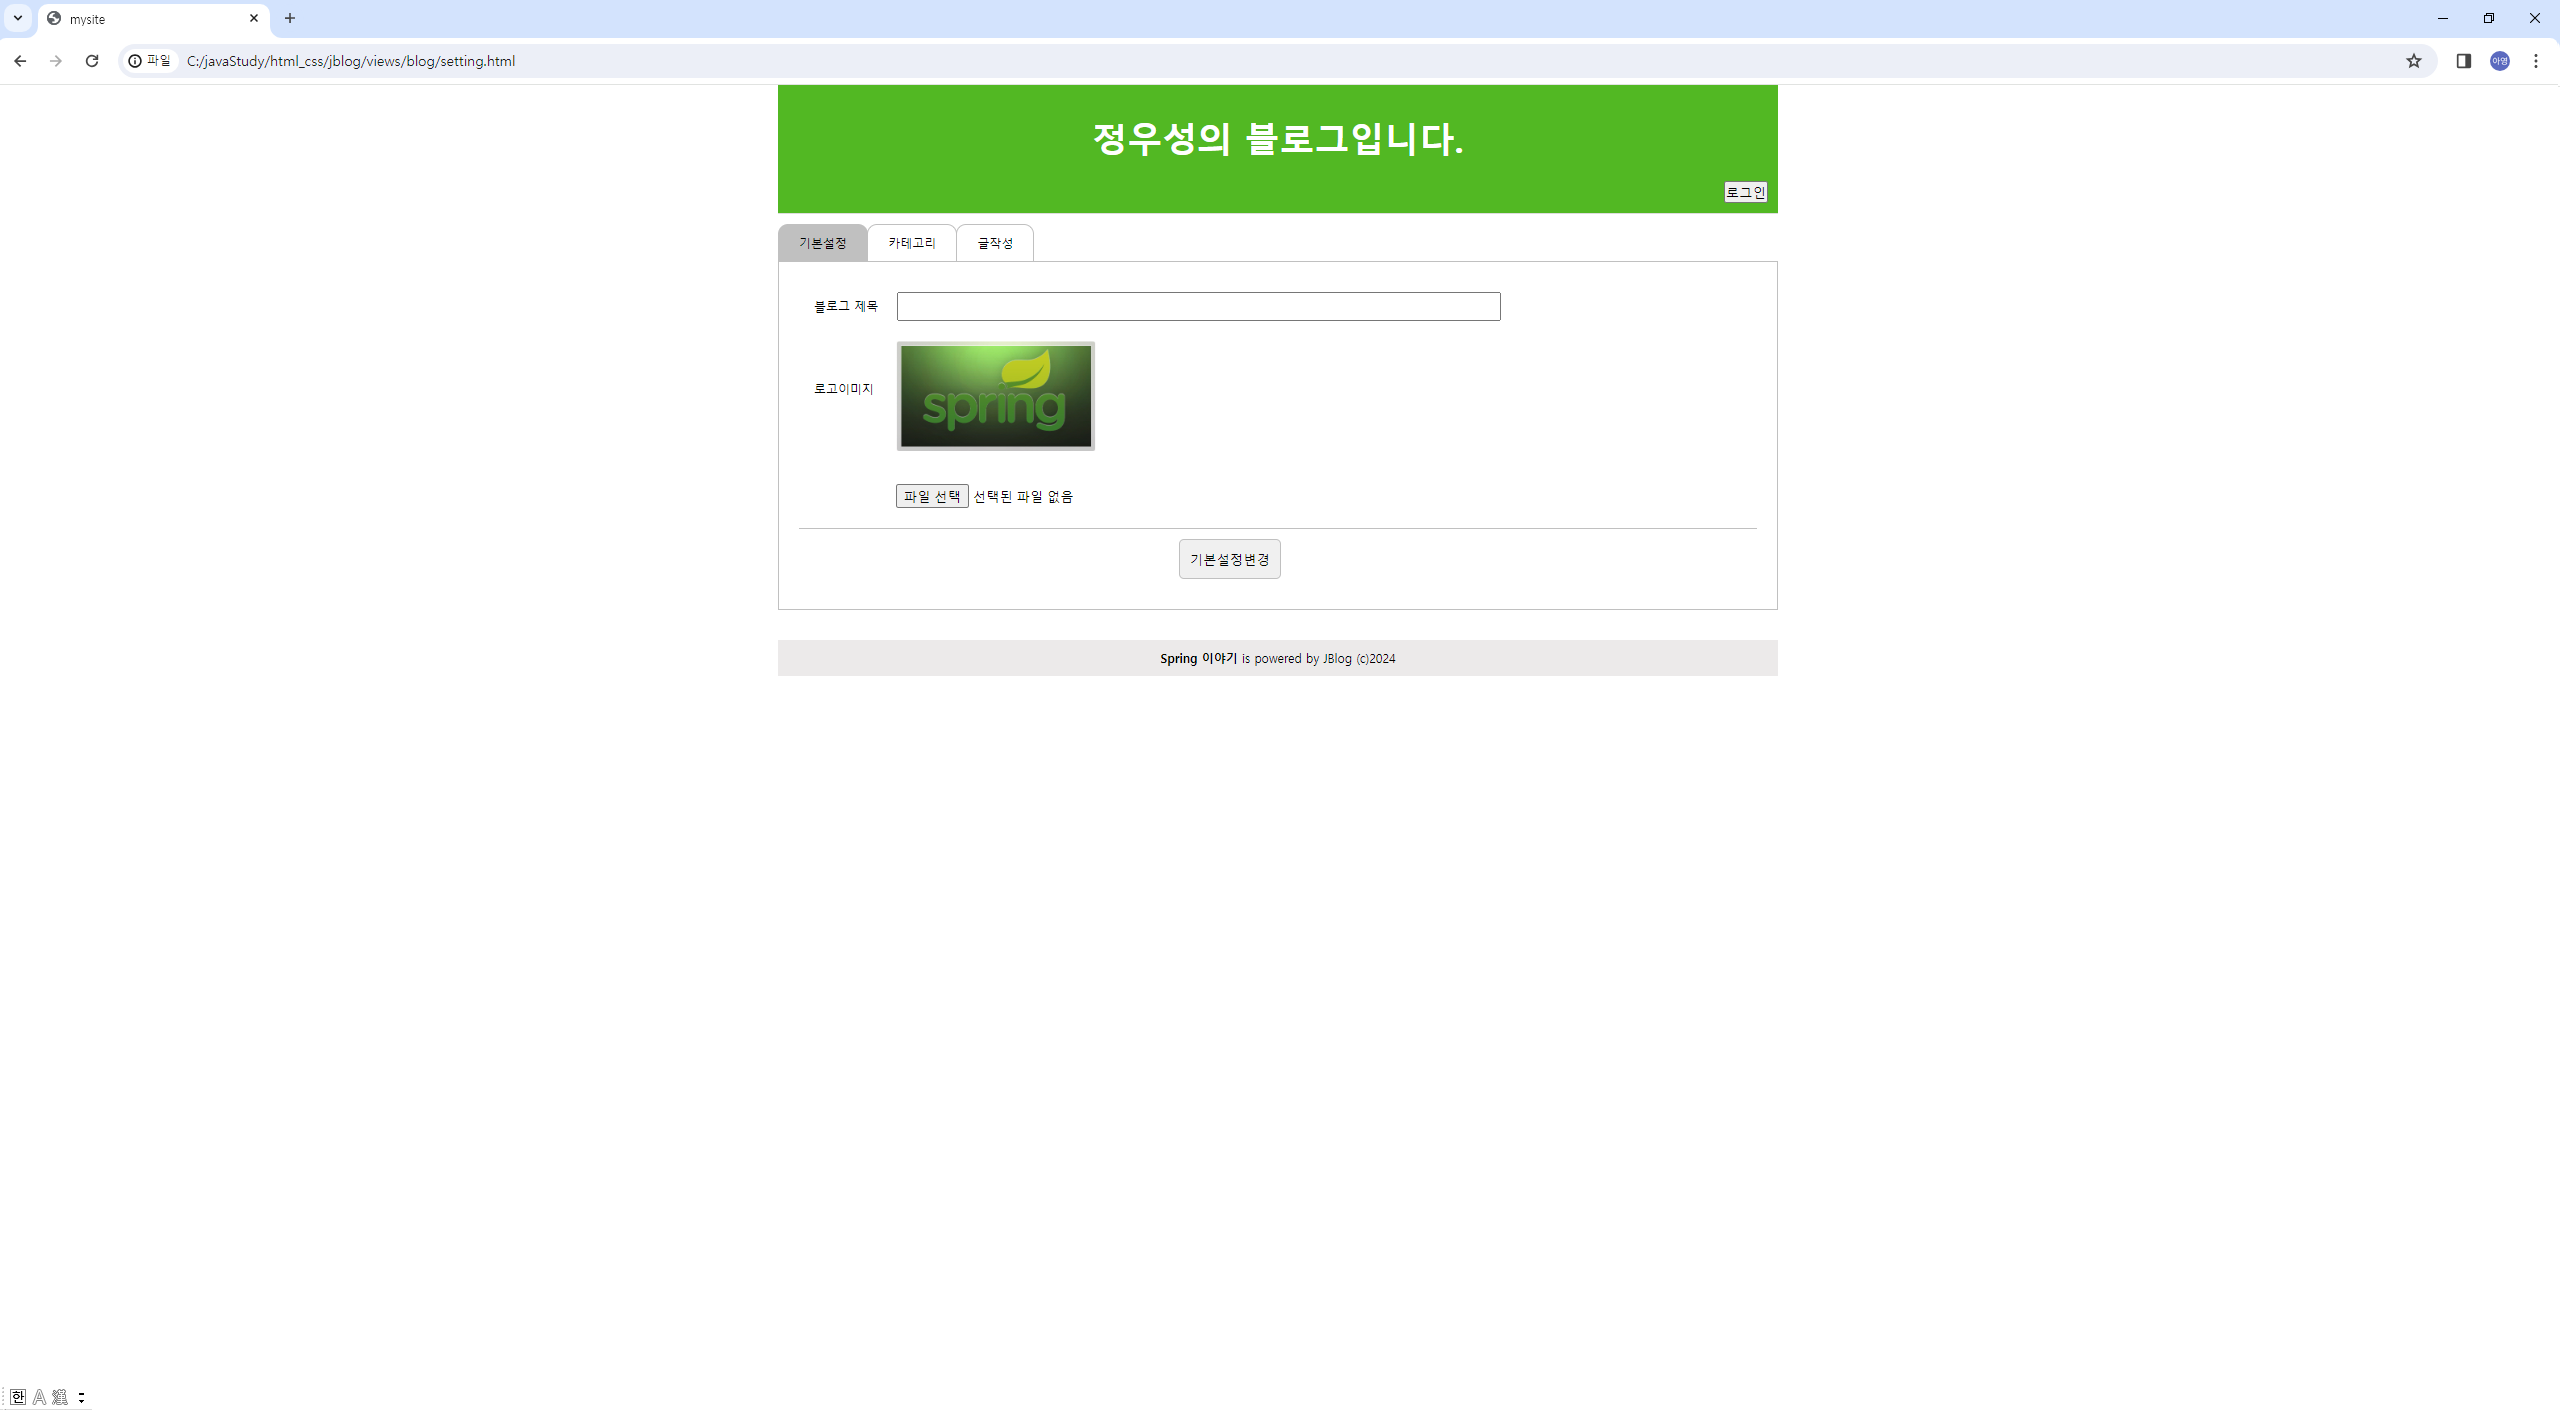 mysite
파일 C:/javaStudy/html_css/jblog/views/blog/setting.html
아영
정우성의 블로그입니다.
로그인
기본설정 카테고리 글작성
블로그 제목
로고이미지
spring
파일 선택 선택된 파일 없음
기본설정변경
Spring 이야기 is powered by JBlog (c)2024
한 A 漢